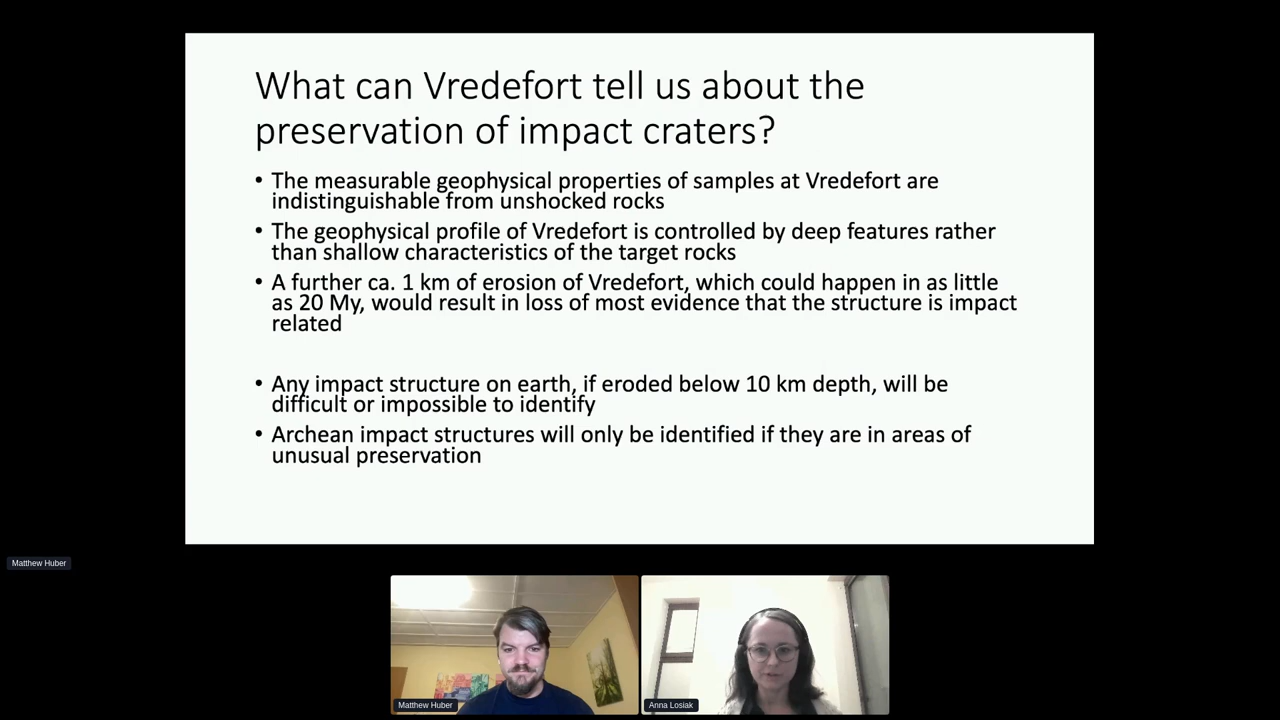 What can Vredefort tell us about the
preservation of impact craters?
• The measurable geophysical properties of samples at Vredefort are
indistinguishable from unshocked rocks
• The geophysical profile of Vredefort is controlled by deep features rather
than shallow characteristics of the target rocks
• A further ca. 1 km of erosion of Vredefort, which could happen in as little
as 20 My, would result in loss of most evidence that the structure is impact
related
• Any impact structure on earth, if eroded below 10 km depth, will be
difficult or impossible to identify
• Archean impact structures will only be identified if they are in areas of
unusual preservation
Matthew Huber
Matthew Huber
Anna Losiak